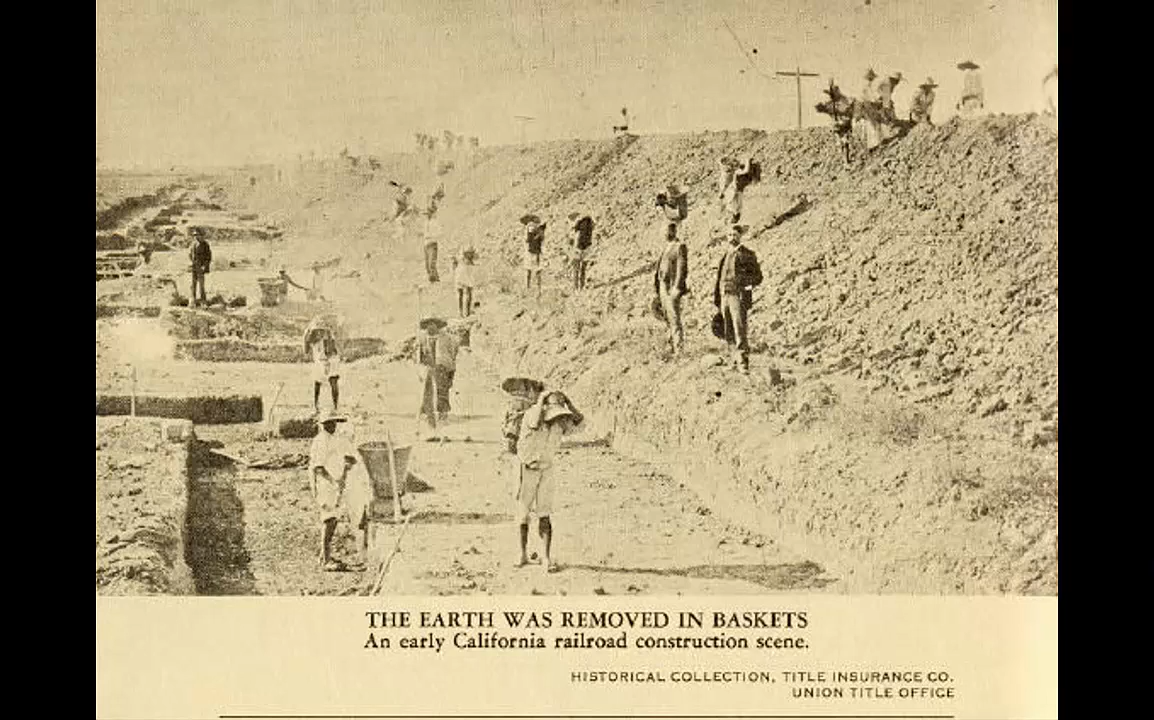 THE EARTH WAS REMOVED IN BASKETS
An early California railroad construction scene.
HISTORICAL COLLECTION, TITLE INSURANCE CO.
UNION TITLE OFFICE